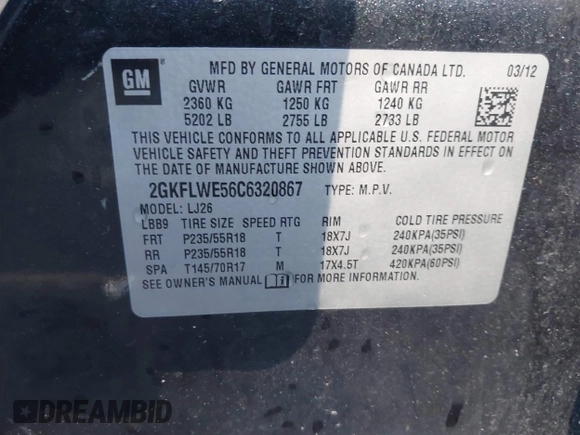 GM ® MFD BY GENERAL MOTORS OF CANADA LTD. 03/12
GVWR GAWR FRT GAWR RR
2360 KG 1250 KG 1240 KG
5202 LB 2755 LB 2733 LB
THIS VEHICLE CONFORMS TO ALL APPLICABLE U.S. FEDERAL MOTOR
VEHICLE SAFETY AND THEFT PREVENTION STANDARDS IN EFFECT ON
THE DATE OF MANUFACTURE SHOWN ABOVE.
2GKFLWE56C6320867 TYPE: M.P.V.
MODEL: LJ26
LBB9 TIRE SIZE SPEED RTG RIM COLD TIRE PRESSURE
FRT P235/55R18 T 18X7J 240KPA(35PSI)
RR P235/55R18 T 18X7J 240KPA(35PSI)
SPA T145/70R17 M 17X4.5T 420KPA(60PSI)
SEE OWNER'S MANUAL FOR MORE INFORMATION.
DREAMBID